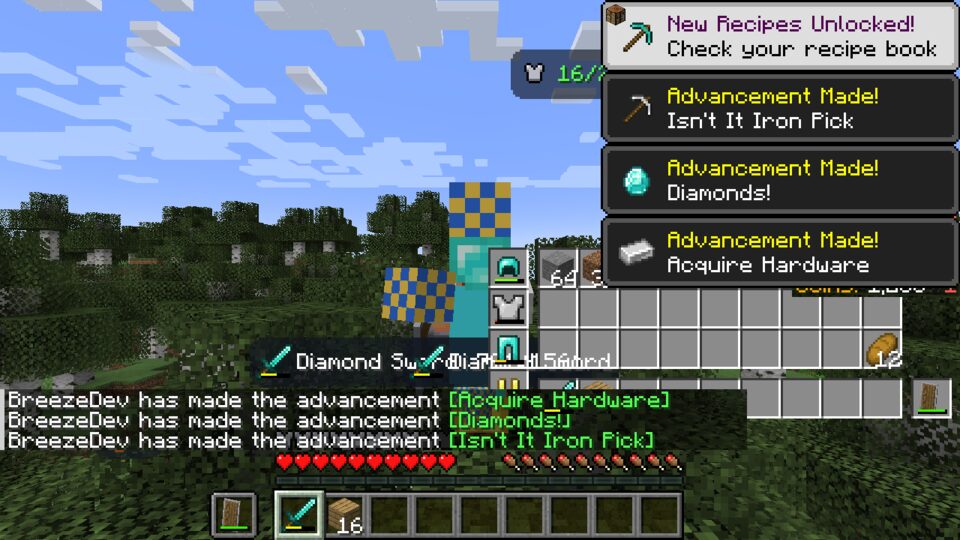 New Recipes Unlocked!
Check your recipe book
16/
Advancement Made!
Isn't It Iron Pick
Advancement Made!
Diamonds!
Advancement Made!
Acquire Hardware
64
12
Diamond
BreezeDev has made the advancement [Acquire Hardware]
BreezeDev has made the advancement [Diamonds!]
BreezeDev has made the advancement [Isn't It Iron Pick]
16